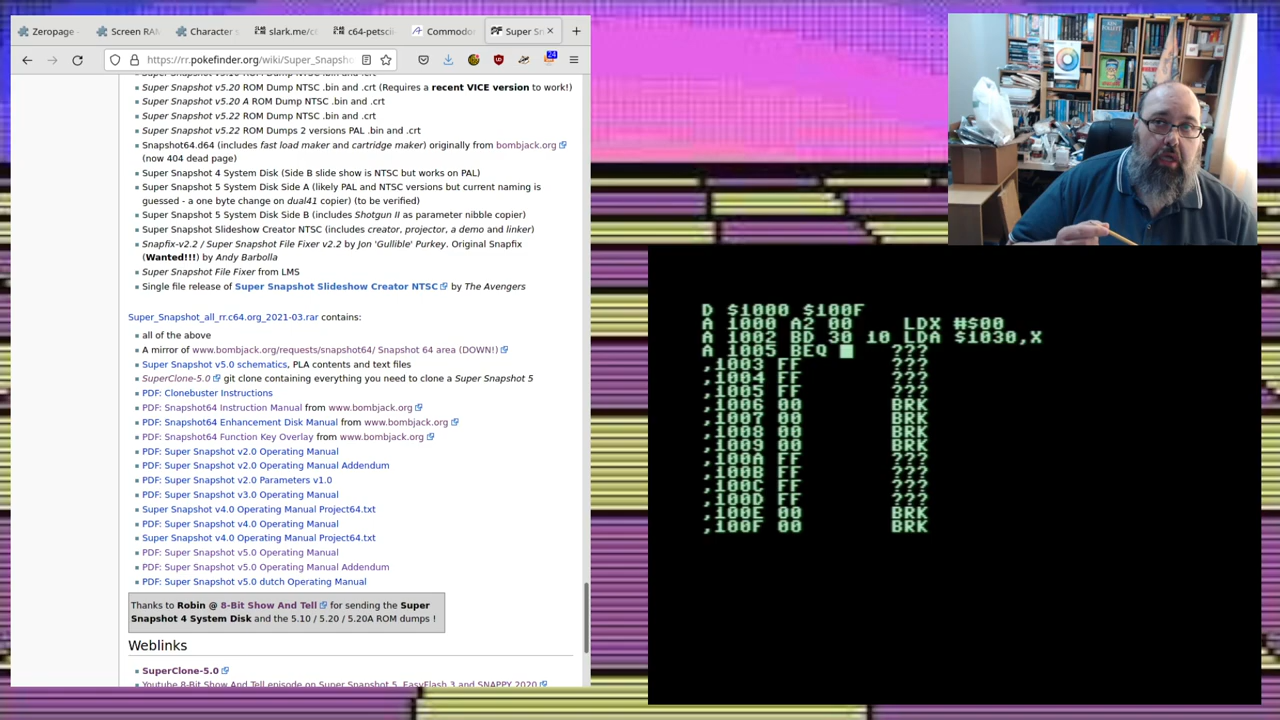 Zeropage
Screen RA
Character s
slark.me/c
c64-petsci
Commodor
Super Sn
https://rr.pokefinder.org/wiki/Super_Snapsho
24
Super Snapshot v5.20 ROM Dump NTSC .bin and .crt (Requires a recent VICE version to work!)
Super Snapshot v5.20 A ROM Dump NTSC .bin and .crt
Super Snapshot v5.22 ROM Dump NTSC .bin and .crt
Super Snapshot v5.22 ROM Dumps 2 versions PAL .bin and .crt
Snapshot64.d64 (includes fast load maker and cartridge maker) originally from bombjack.org
(now 404 dead page)
Super Snapshot 4 System Disk (Side B slide show is NTSC but works on PAL)
Super Snapshot 5 System Disk Side A (likely PAL and NTSC versions but current naming is
guessed - a one byte change on dual41 copier) (to be verified)
Super Snapshot 5 System Disk Side B (includes Shotgun II as parameter nibble copier)
Super Snapshot Slideshow Creator NTSC (includes creator, projector, a demo and linker)
Snapfix-v2.2 / Super Snapshot File Fixer v2.2 by Jon 'Gullible' Purkey. Original Snapfix
(Wanted!!!) by Andy Barbolla
Super Snapshot File Fixer from LMS
Single file release of Super Snapshot Slideshow Creator NTSC by The Avengers
Super_Snapshot_all_rr.c64.org_2021-03.rar contains:
all of the above
A mirror of www.bombjack.org/requests/snapshot64/ Snapshot 64 area (DOWN!)
Super Snapshot v5.0 schematics, PLA contents and text files
SuperClone-5.0 git clone containing everything you need to clone a Super Snapshot 5
PDF: Clonebuster Instructions
PDF: Snapshot64 Instruction Manual from www.bombjack.org
PDF: Snapshot64 Enhancement Disk Manual from www.bombjack.org
PDF: Snapshot64 Function Key Overlay from www.bombjack.org
PDF: Super Snapshot v2.0 Operating Manual
PDF: Super Snapshot v2.0 Operating Manual Addendum
PDF: Super Snapshot v2.0 Parameters v1.0
PDF: Super Snapshot v3.0 Operating Manual
Super Snapshot v4.0 Operating Manual Project64.txt
PDF: Super Snapshot v4.0 Operating Manual
Super Snapshot v4.0 Operating Manual Project64.txt
PDF: Super Snapshot v5.0 Operating Manual
PDF: Super Snapshot v5.0 Operating Manual Addendum
PDF: Super Snapshot v5.0 dutch Operating Manual
Thanks to Robin @ 8-Bit Show And Tell for sending the Super
Snapshot 4 System Disk and the 5.10 / 5.20 / 5.20A ROM dumps !
Weblinks
SuperClone-5.0
Youtube 8-Bit Show And Tell episode on Super Snapshot 5, EasyFlash 3 and SNAPPY 2020
D $1000 $100F
A 1000 A2 00 LDX #$00
A 1002 BD 30 10 LDA $1030,X
A 1005 BEQ ???
,1003 FF ???
,1004 FF ???
,1005 FF ???
,1006 00 BRK
,1007 00 BRK
,1008 00 BRK
,1009 00 BRK
,100A FF ???
,100B FF ???
,100C FF ???
,100D FF ???
,100E 00 BRK
,100F 00 BRK